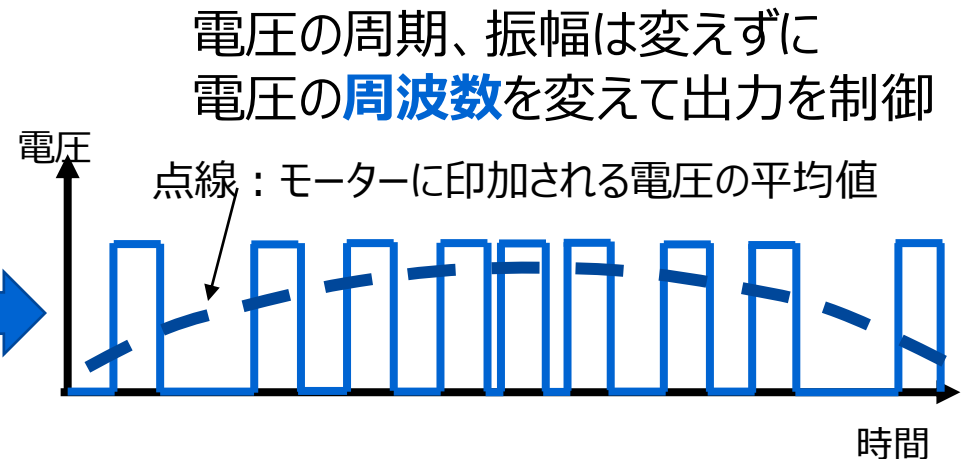 電圧の周期、振幅は変えずに
電圧の周波数を変えて出力を制御
電圧
点線：モーターに印加される電圧の平均値
時間